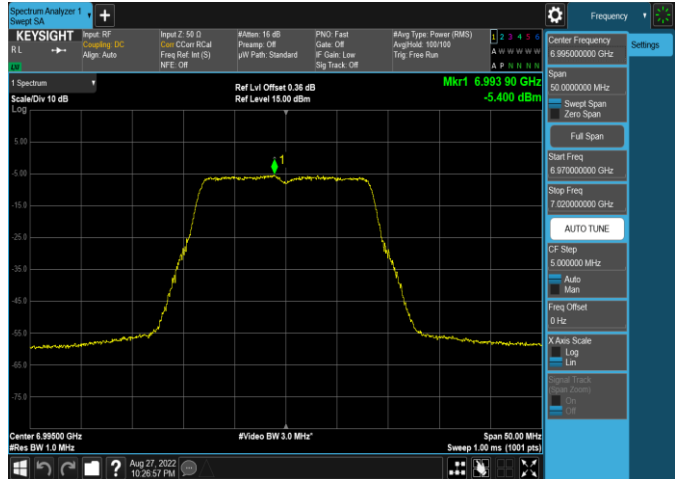 Spectrum Analyzer 1
Swept SA
Frequency
KEYSIGHT
RL
Input: RF
Coupling: DC
Align: Auto
Input Z: 50 Ω
Corr CCorr RCal
Freq Ref: Int (S)
NFE: Off
#Atten: 16 dB
Preamp: Off
µW Path: Standard
PNO: Fast
Gate: Off
IF Gain: Low
Sig Track: Off
#Avg Type: Power (RMS)
Avg|Hold: 100/100
Trig: Free Run
1 2 3 4 5 6
A W W W W W
A P N N N N
1 Spectrum
Scale/Div 10 dB
Log
Ref Lvl Offset 0.36 dB
Ref Level 15.00 dBm
Mkr1 6.993 90 GHz
-5.400 dBm
1
5.00
-5.00
-15.0
-25.0
-35.0
-45.0
-55.0
-65.0
-75.0
Center 6.99500 GHz
#Res BW 1.0 MHz
#Video BW 3.0 MHz*
Span 50.00 MHz
Sweep 1.00 ms (1001 pts)
Aug 27, 2022
10:26:57 PM
Center Frequency
6.995000000 GHz
Settings
Span
50.0000000 MHz
Swept Span
Zero Span
Full Span
Start Freq
6.970000000 GHz
Stop Freq
7.020000000 GHz
AUTO TUNE
CF Step
5.000000 MHz
Auto
Man
Freq Offset
0 Hz
X Axis Scale
Log
Lin
Signal Track
(Span Zoom)
On
Off